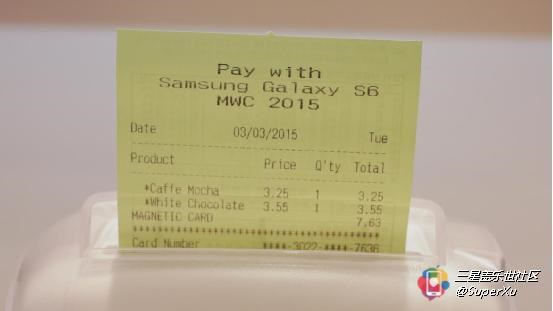 Pay with
Samsung Galaxy S6
MWC 2015
Date 03/03/2015 Tue
Product Price Q'ty Total
*Caffe Mocha 3.25 1 3.25
*White Chocolate 3.55 1 3.55
MAGNETIC CARD 7.63
****************************************
Card Number ****-3022-****-7636
三星盖乐世社区
@SuperXu